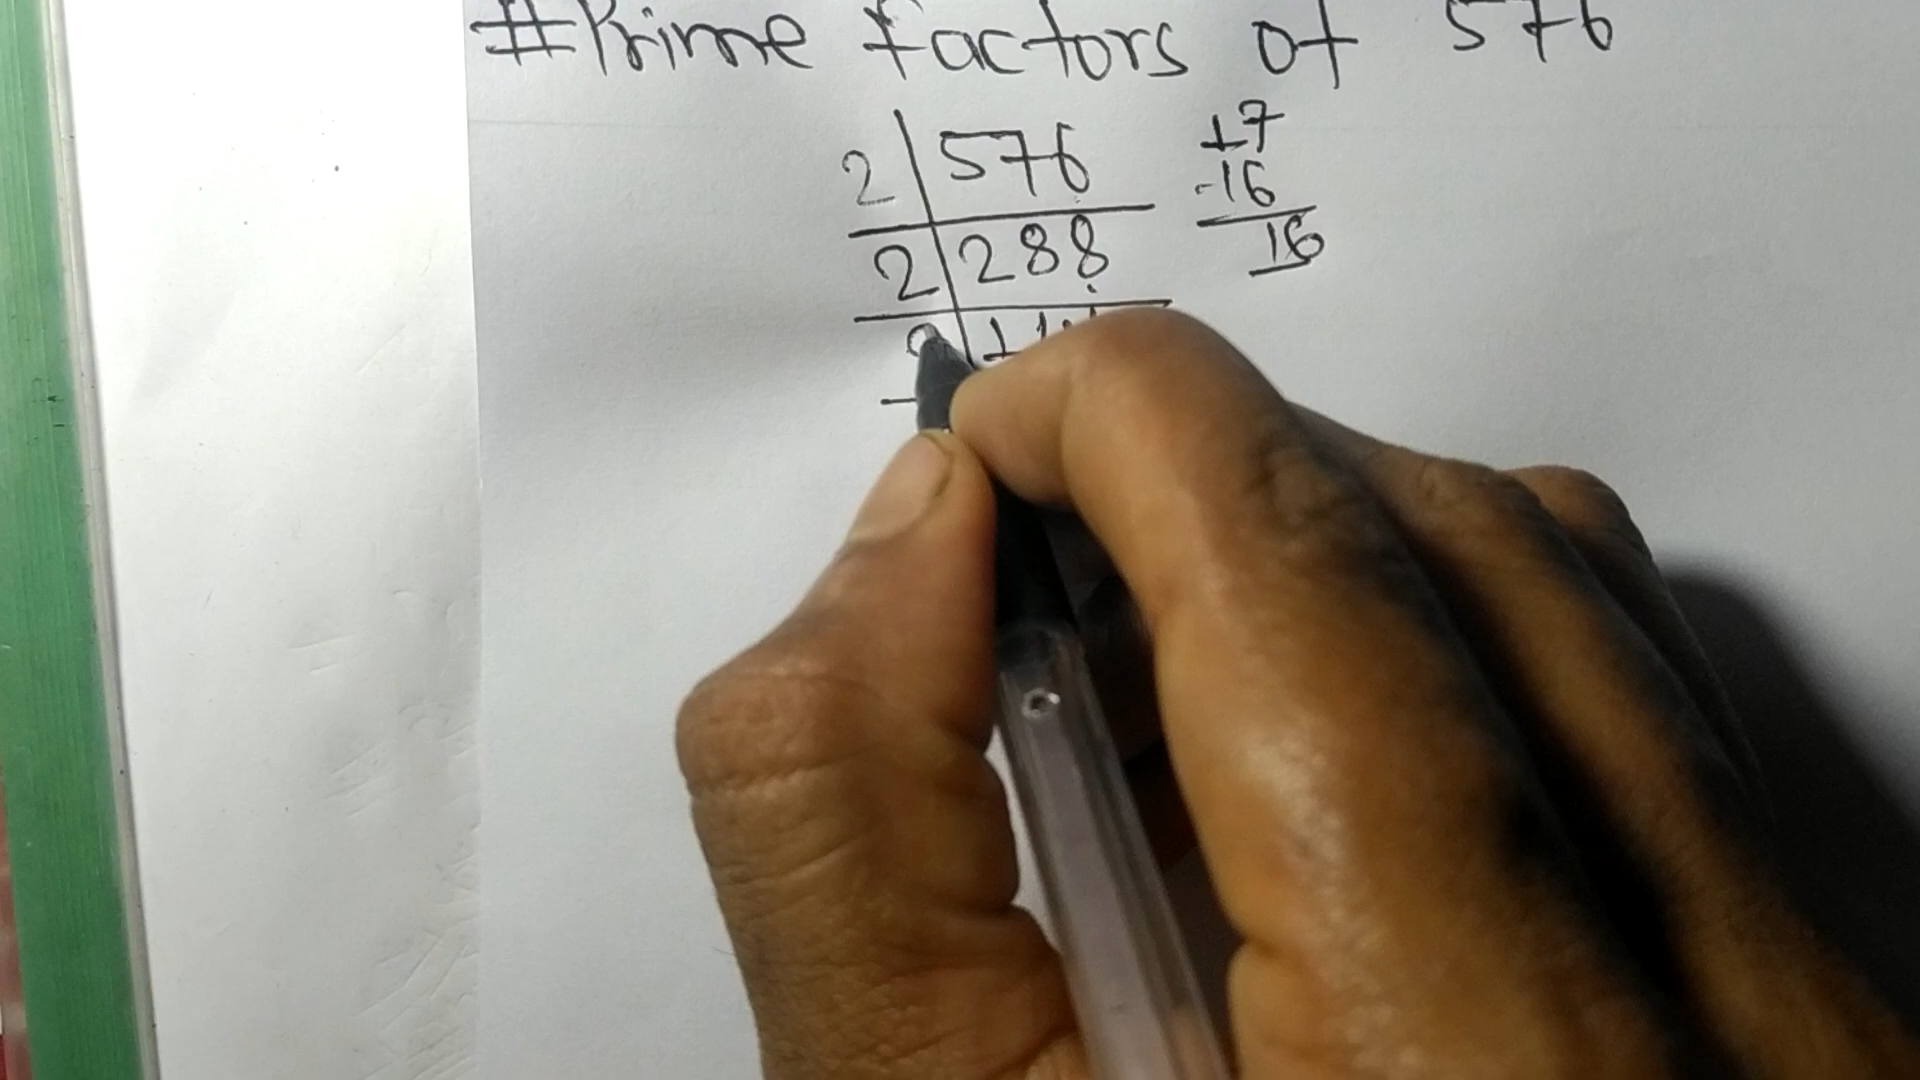 #Prime factors of 576
2 | 576
2 | 288
17
-16
16